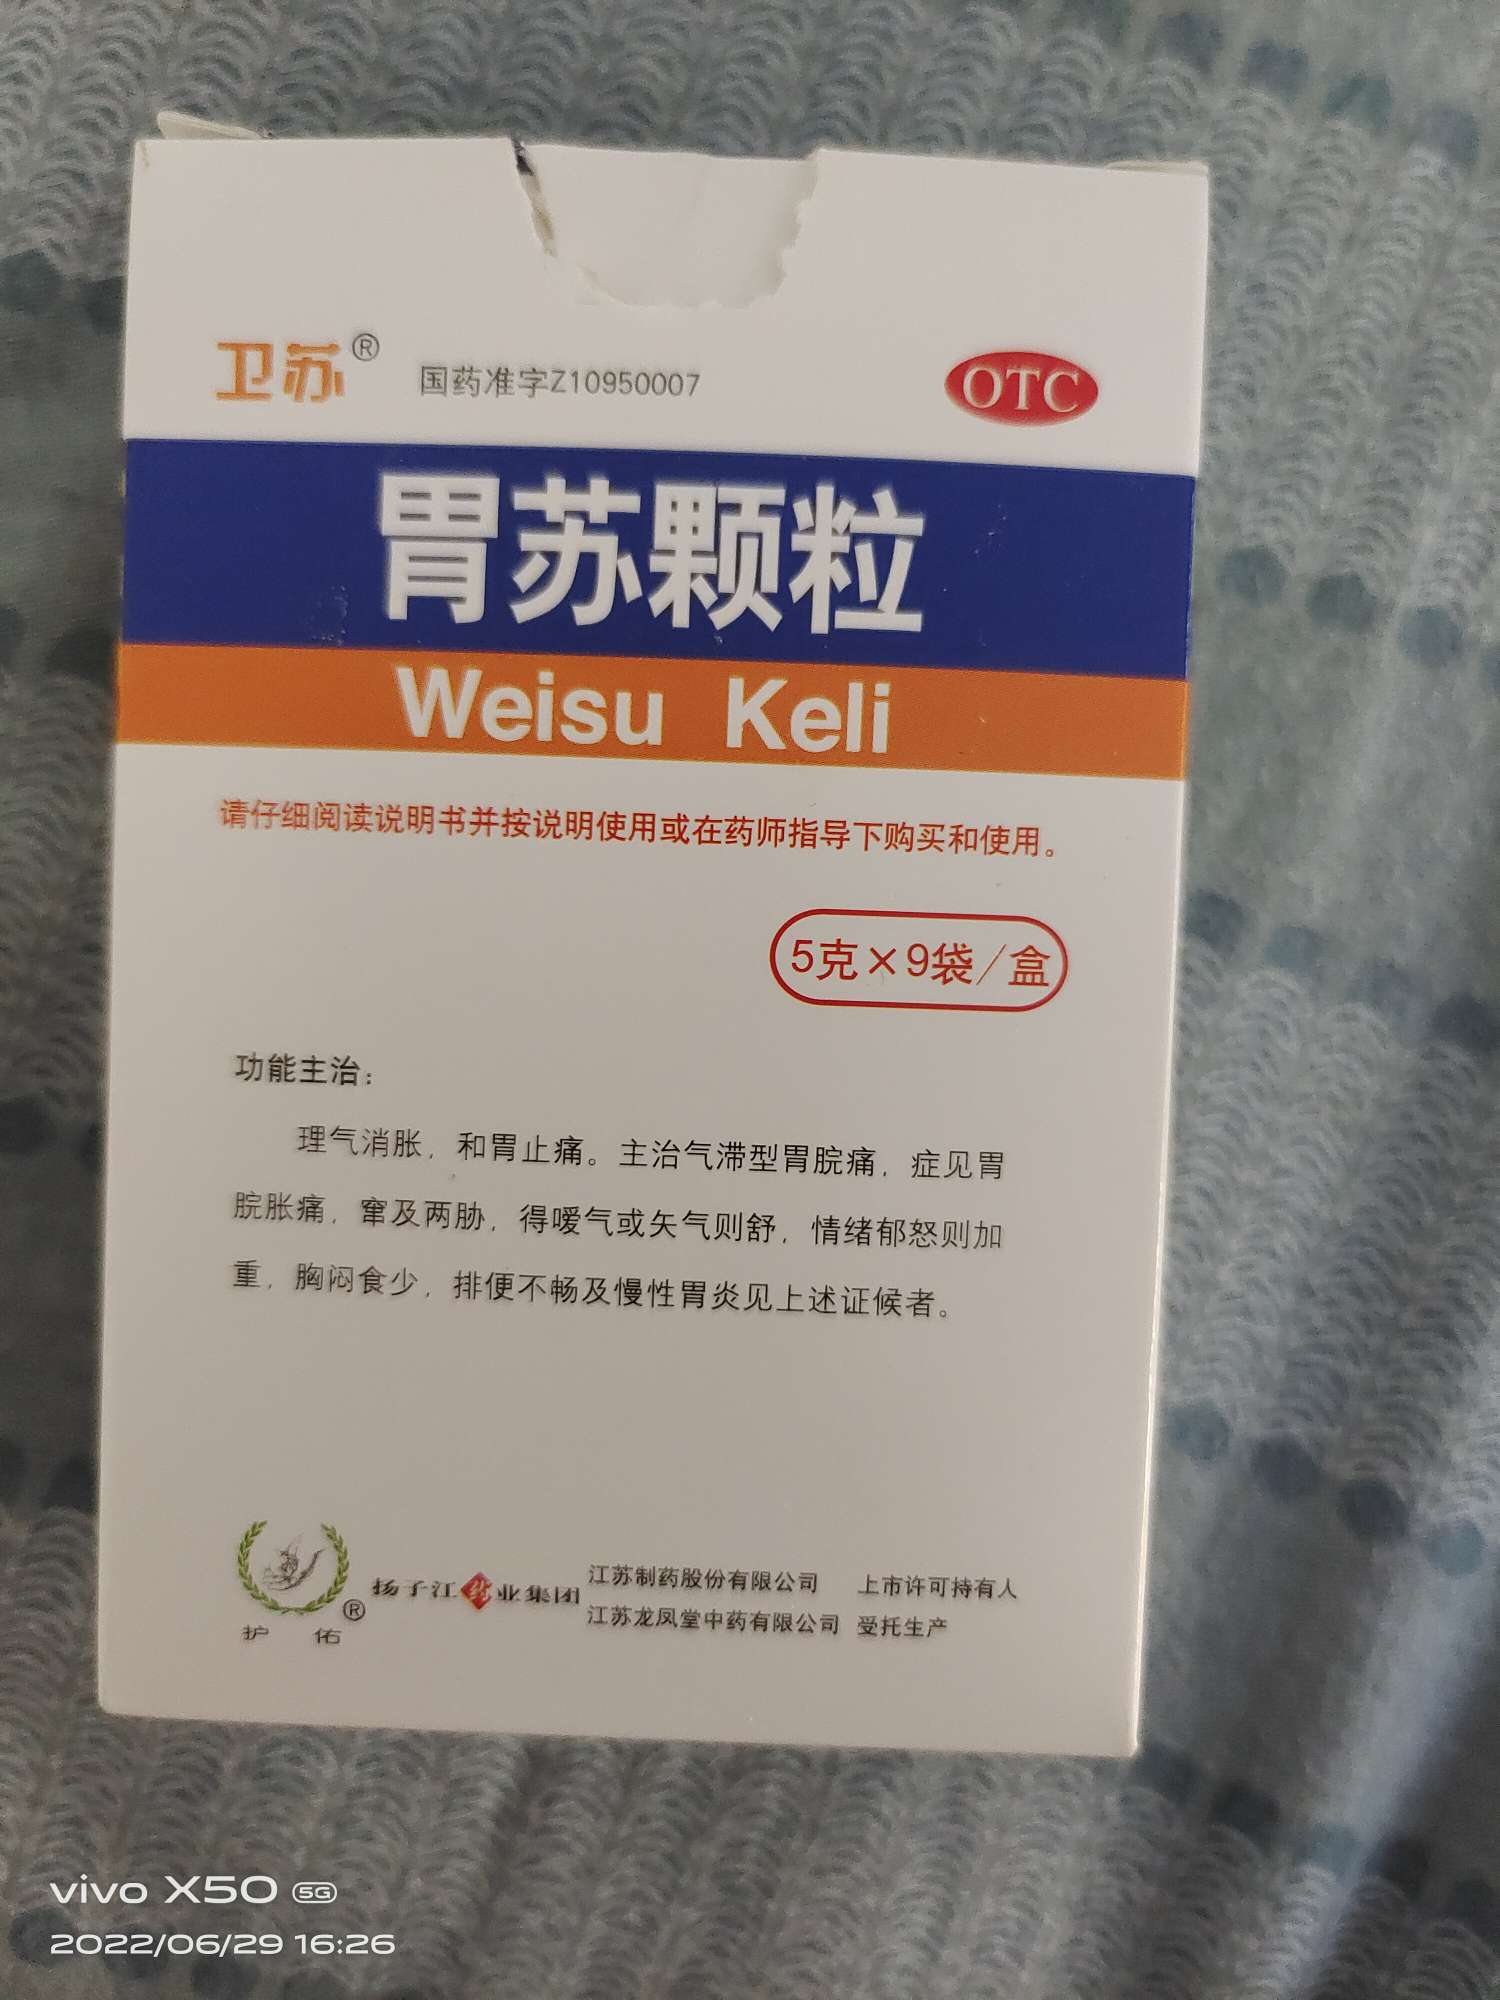 卫苏® 国药准字Z10950007 OTC
胃苏颗粒
Weisu Keli
请仔细阅读说明书并按说明使用或在药师指导下购买和使用。
5克×9袋/盒
功能主治：
理气消胀，和胃止痛。主治气滞型胃脘痛，症见胃
脘胀痛，窜及两胁，得嗳气或矢气则舒，情绪郁怒则加
重，胸闷食少，排便不畅及慢性胃炎见上述证候者。
护佑®
扬子江药业集团
江苏制药股份有限公司 上市许可持有人
江苏龙凤堂中药有限公司 受托生产
vivo X50 5G
2022/06/29 16:26